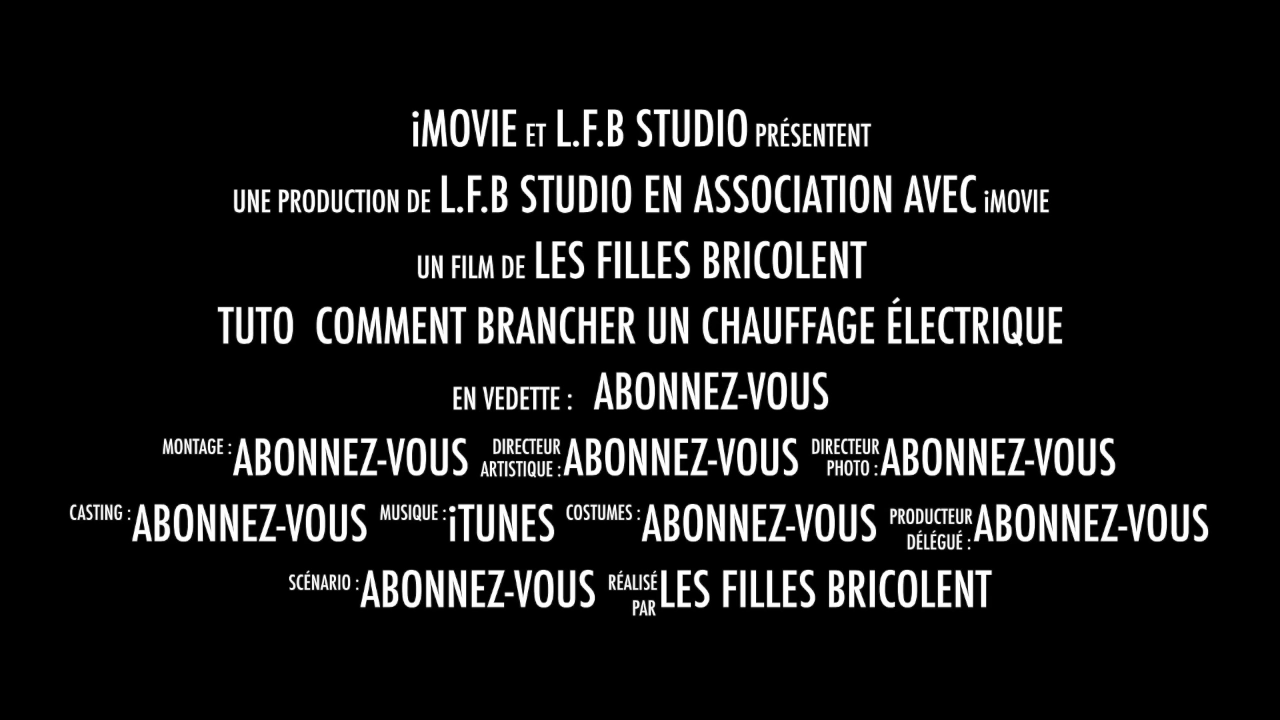 iMOVIE ET L.F.B STUDIO PRÉSENTENT
UNE PRODUCTION DE L.F.B STUDIO EN ASSOCIATION AVEC iMOVIE
UN FILM DE LES FILLES BRICOLENT
TUTO  COMMENT BRANCHER UN CHAUFFAGE ÉLECTRIQUE
EN VEDETTE :  ABONNEZ-VOUS
MONTAGE : ABONNEZ-VOUS DIRECTEUR ARTISTIQUE : ABONNEZ-VOUS DIRECTEUR PHOTO : ABONNEZ-VOUS
CASTING : ABONNEZ-VOUS MUSIQUE : iTUNES COSTUMES : ABONNEZ-VOUS PRODUCTEUR DÉLÉGUÉ : ABONNEZ-VOUS
SCÉNARIO : ABONNEZ-VOUS RÉALISÉ PAR LES FILLES BRICOLENT